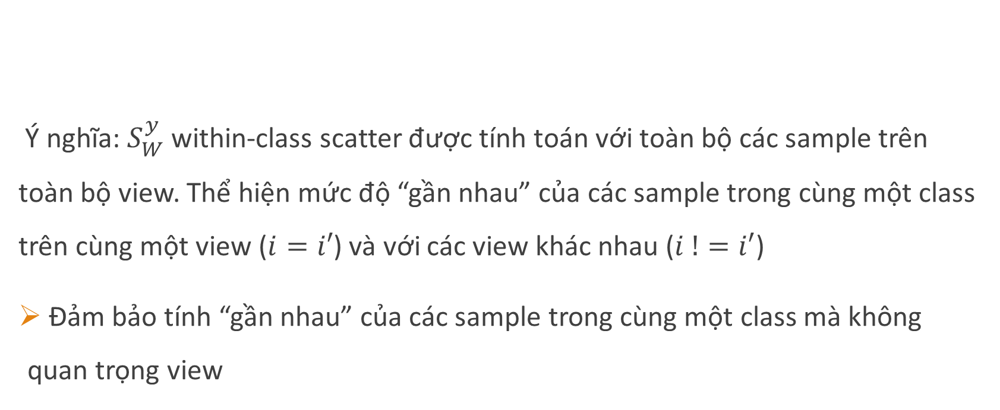 Ý nghĩa: $S_W^y$ within-class scatter được tính toán với toàn bộ các sample trên
toàn bộ view. Thể hiện mức độ “gần nhau” của các sample trong cùng một class
trên cùng một view ($i = i'$) và với các view khác nhau ($i != i'$)
➢ Đảm bảo tính “gần nhau” của các sample trong cùng một class mà không
quan trọng view